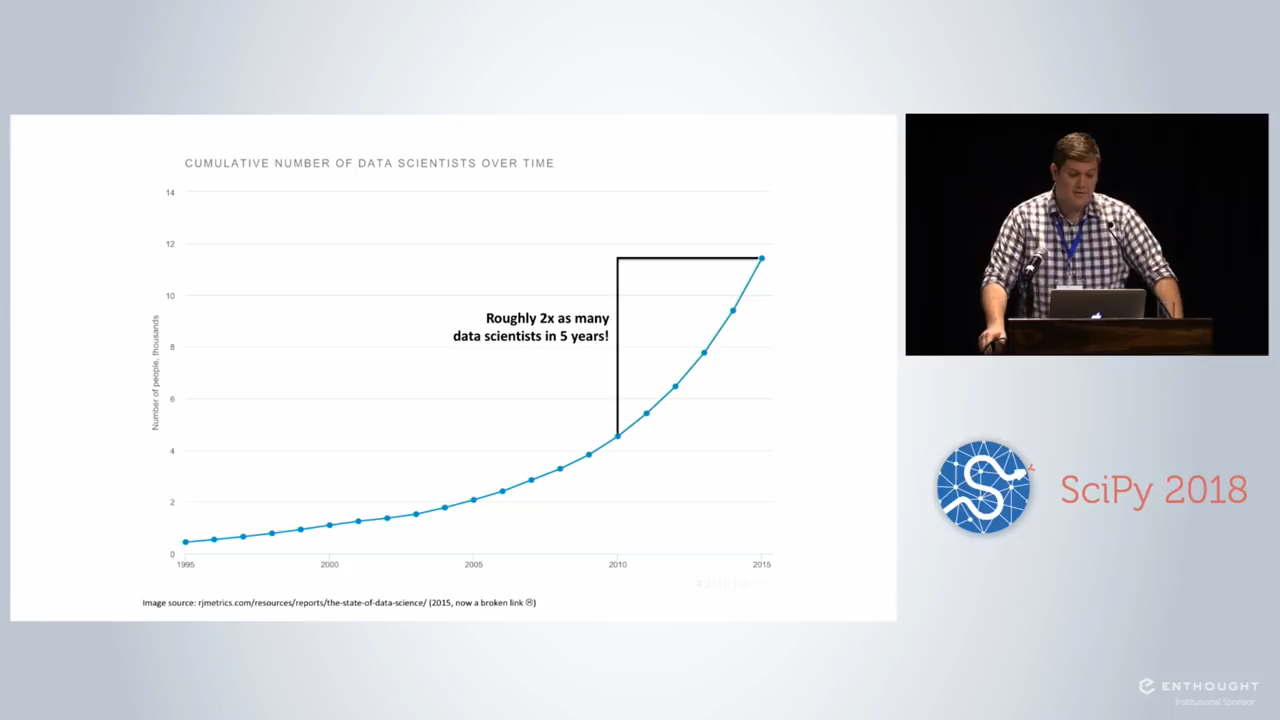 CUMULATIVE NUMBER OF DATA SCIENTISTS OVER TIME
14
12
10
8
6
4
2
0
Number of people, thousands
Roughly 2x as many
data scientists in 5 years!
1995
2000
2005
2010
2015
RJMETRICS
Image source: rjmetrics.com/resources/reports/the-state-of-data-science/ (2015, now a broken link ☹)
SciPy 2018
ENTHOUGHT
Institutional Sponsor